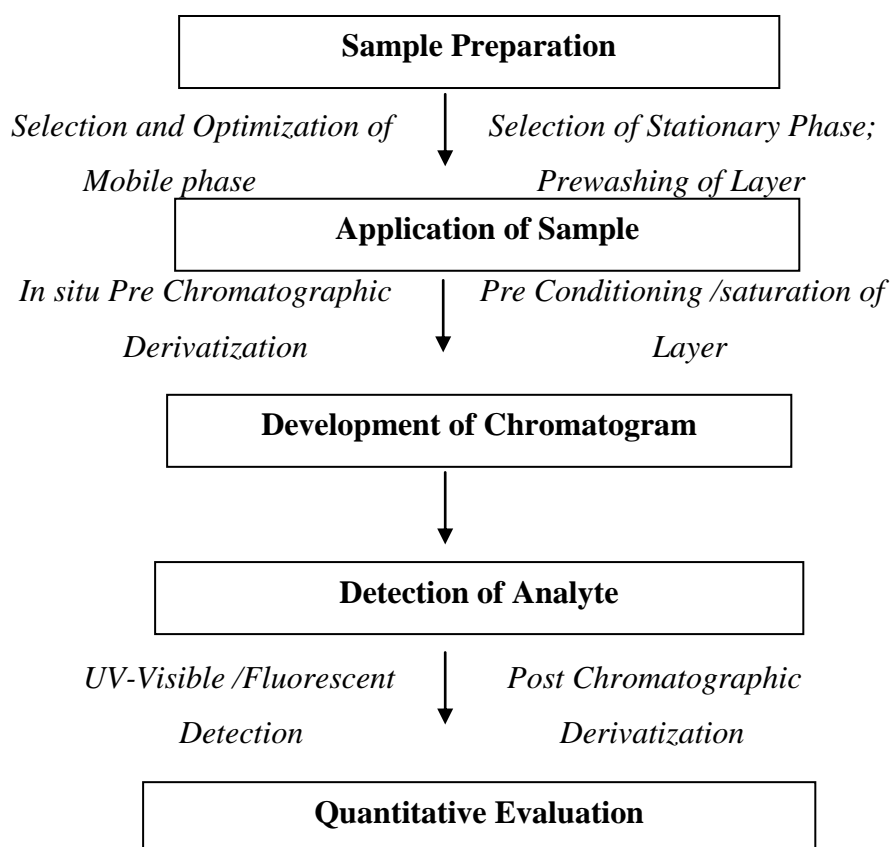 Sample Preparation
Selection and Optimization of
Mobile phase
Selection of Stationary Phase;
Prewashing of Layer
Application of Sample
In situ Pre Chromatographic
Derivatization
Pre Conditioning /saturation of
Layer
Development of Chromatogram
Detection of Analyte
UV-Visible /Fluorescent
Detection
Post Chromatographic
Derivatization
Quantitative Evaluation